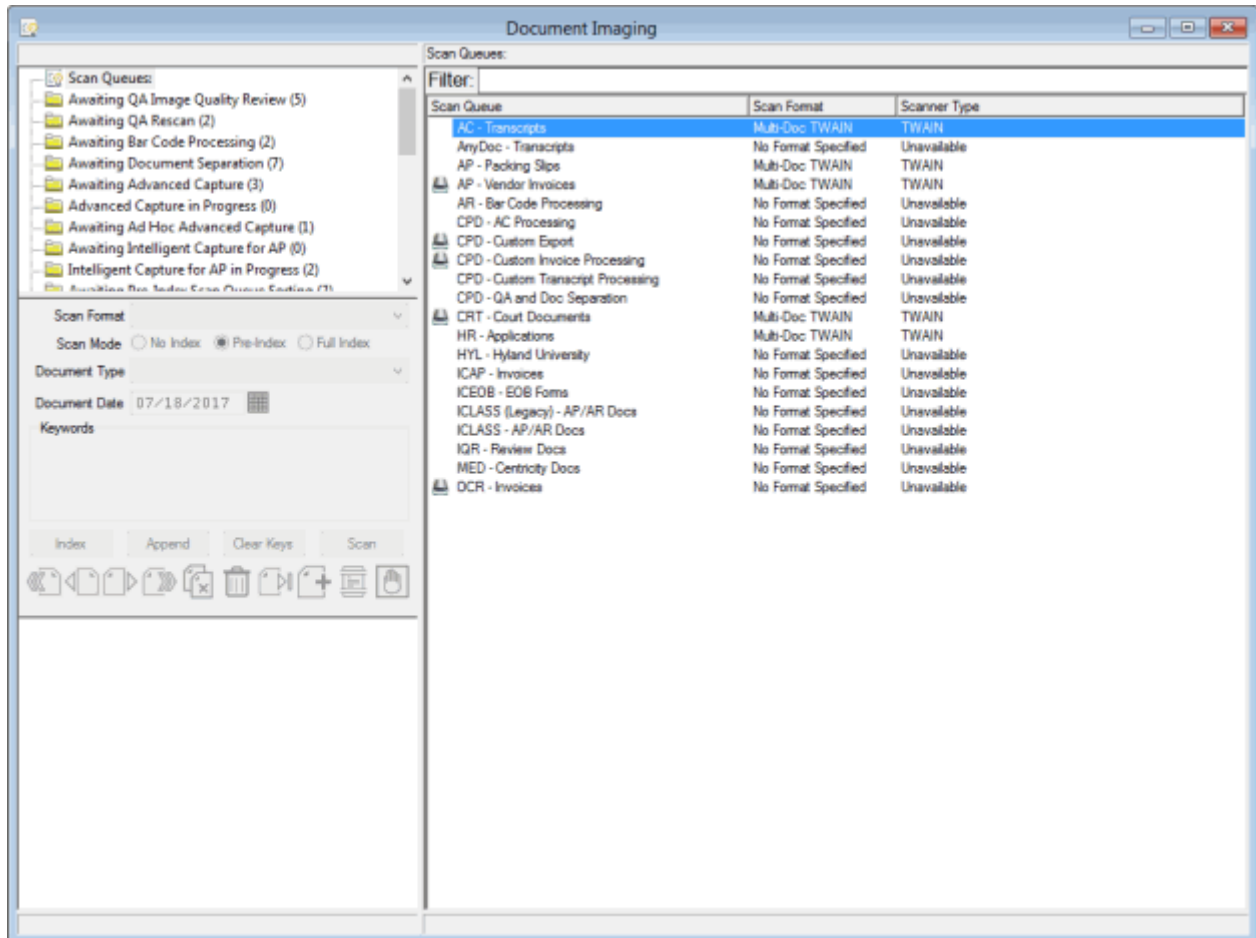 Document Imaging
Scan Queues:
Scan Queues:
Awaiting QA Image Quality Review (5)
Awaiting QA Rescan (2)
Awaiting Bar Code Processing (2)
Awaiting Document Separation (7)
Awaiting Advanced Capture (3)
Advanced Capture in Progress (0)
Awaiting Ad Hoc Advanced Capture (1)
Awaiting Intelligent Capture for AP (0)
Intelligent Capture for AP in Progress (2)
Awaiting Pre-Index Scan Queue Sorting
Scan Format
Scan Mode No Index Pre-Index Full Index
Document Type
Document Date 07/18/2017
Keywords
Index Append Clear Keys Scan
Filter:
Scan Queue Scan Format Scanner Type
AC - Transcripts Multi-Doc TWAIN TWAIN
AnyDoc - Transcripts No Format Specified Unavailable
AP - Packing Slips Multi-Doc TWAIN TWAIN
AP - Vendor Invoices Multi-Doc TWAIN TWAIN
AR - Bar Code Processing No Format Specified Unavailable
CPD - AC Processing No Format Specified Unavailable
CPD - Custom Export No Format Specified Unavailable
CPD - Custom Invoice Processing No Format Specified Unavailable
CPD - Custom Transcript Processing No Format Specified Unavailable
CPD - QA and Doc Separation No Format Specified Unavailable
CRT - Court Documents Multi-Doc TWAIN TWAIN
HR - Applications Multi-Doc TWAIN TWAIN
HYL - Hyland University No Format Specified Unavailable
ICAP - Invoices No Format Specified Unavailable
ICEOB - EOB Forms No Format Specified Unavailable
ICLASS (Legacy) - AP/AR Docs No Format Specified Unavailable
ICLASS - AP/AR Docs No Format Specified Unavailable
IQR - Review Docs No Format Specified Unavailable
MED - Centricity Docs No Format Specified Unavailable
OCR - Invoices No Format Specified Unavailable